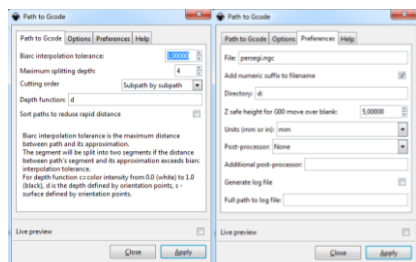 Path to Gcode
Path to Gcode Options Preferences Help
Biarc interpolation tolerance: 1,00000
Maximum splitting depth: 4
Cutting order Subpath by subpath
Depth function: d
Sort paths to reduse rapid distance
Biarc interpolation tolerance is the maximum distance
between path and its approximation.
The segment will be split into two segments if the distance
between path's segment and its approximation exceeds biarc
interpolation tolerance.
For depth function c=color intensity from 0.0 (white) to 1.0
(black), d is the depth defined by orientation points, s -
surface defined by orientation points.
Live preview
Close Apply
Path to Gcode
Path to Gcode Options Preferences Help
File: persegi.ngc
Add numeric suffix to filename
Directory: d:
Z safe height for G00 move over blank: 5,00000
Units (mm or in): mm
Post-processor: None
Additional post-processor:
Generate log file
Full path to log file:
Live preview
Close Apply